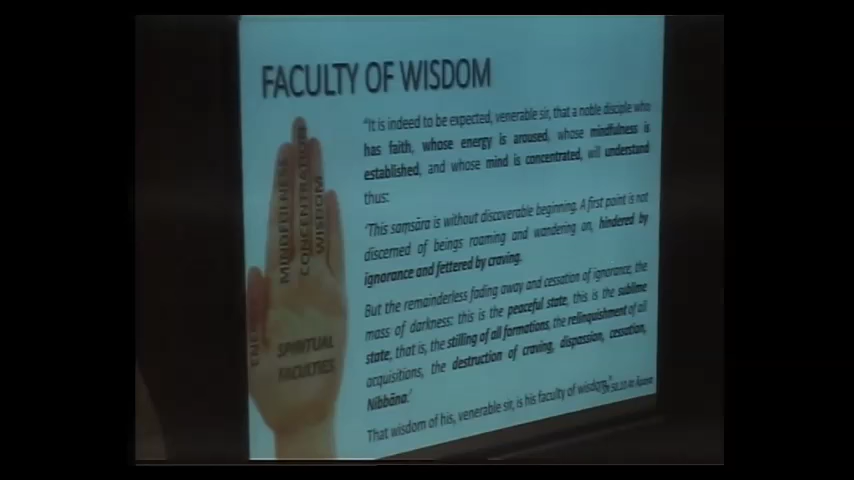 FACULTY OF WISDOM
"It is indeed to be expected, venerable sir, that a noble disciple who
has faith, whose energy is aroused, whose mindfulness is
established, and whose mind is concentrated, will understand
thus:
'This saṃsāra is without discoverable beginning. A first point is not
discerned of beings roaming and wandering on, hindered by
ignorance and fettered by craving.
But the remainderless fading away and cessation of ignorance, the
mass of darkness: this is the peaceful state, this is the sublime
state, that is, the stilling of all formations, the relinquishment of all
acquisitions, the destruction of craving, dispassion, cessation,
Nibbāna.'
That wisdom of his, venerable sir, is his faculty of wisdom."
MINDFULNESS
CONCENTRATION
WISDOM
SPIRITUAL
FACULTIES